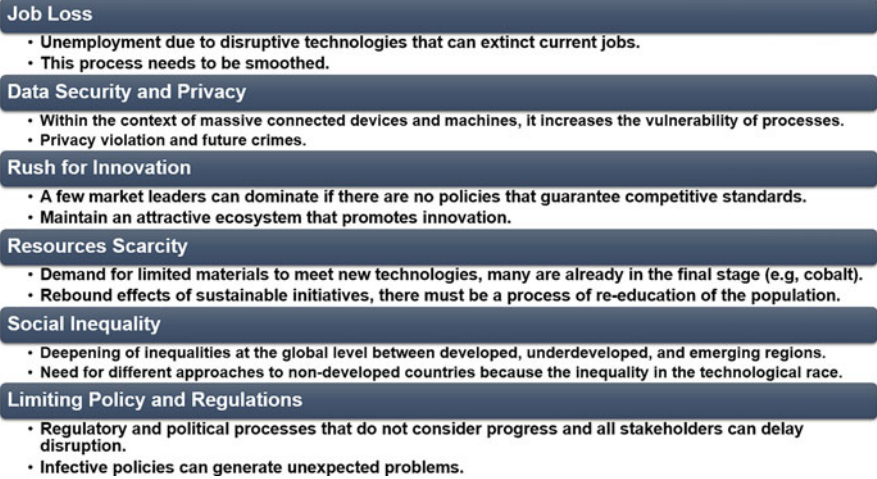 Job Loss
• Unemployment due to disruptive technologies that can extinct current jobs.
• This process needs to be smoothed.
Data Security and Privacy
• Within the context of massive connected devices and machines, it increases the vulnerability of processes.
• Privacy violation and future crimes.
Rush for Innovation
• A few market leaders can dominate if there are no policies that guarantee competitive standards.
• Maintain an attractive ecosystem that promotes innovation.
Resources Scarcity
• Demand for limited materials to meet new technologies, many are already in the final stage (e.g, cobalt).
• Rebound effects of sustainable initiatives, there must be a process of re-education of the population.
Social Inequality
• Deepening of inequalities at the global level between developed, underdeveloped, and emerging regions.
• Need for different approaches to non-developed countries because the inequality in the technological race.
Limiting Policy and Regulations
• Regulatory and political processes that do not consider progress and all stakeholders can delay
disruption.
• Infective policies can generate unexpected problems.